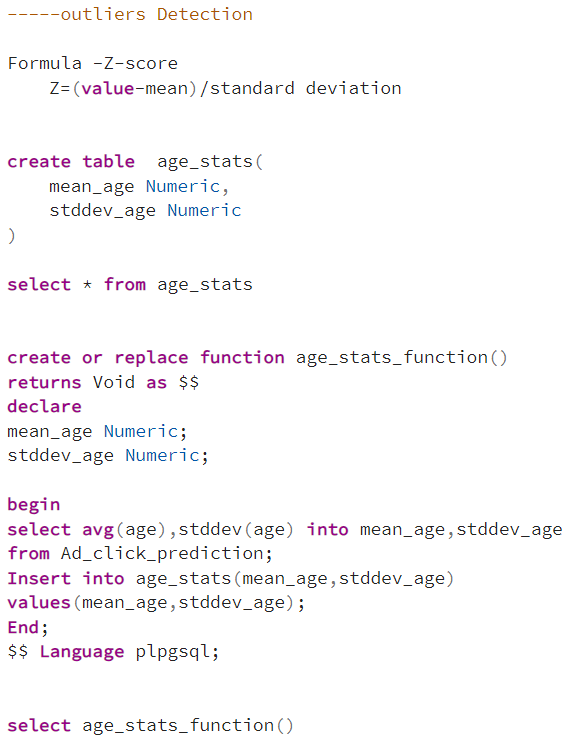 -----outliers Detection
Formula -Z-score
Z=(value-mean)/standard deviation
create table  age_stats(
mean_age Numeric,
stddev_age Numeric
)
select * from age_stats
create or replace function age_stats_function()
returns Void as $$
declare
mean_age Numeric;
stddev_age Numeric;
begin
select avg(age),stddev(age) into mean_age,stddev_age
from Ad_click_prediction;
Insert into age_stats(mean_age,stddev_age)
values(mean_age,stddev_age);
End;
$$ Language plpgsql;
select age_stats_function()